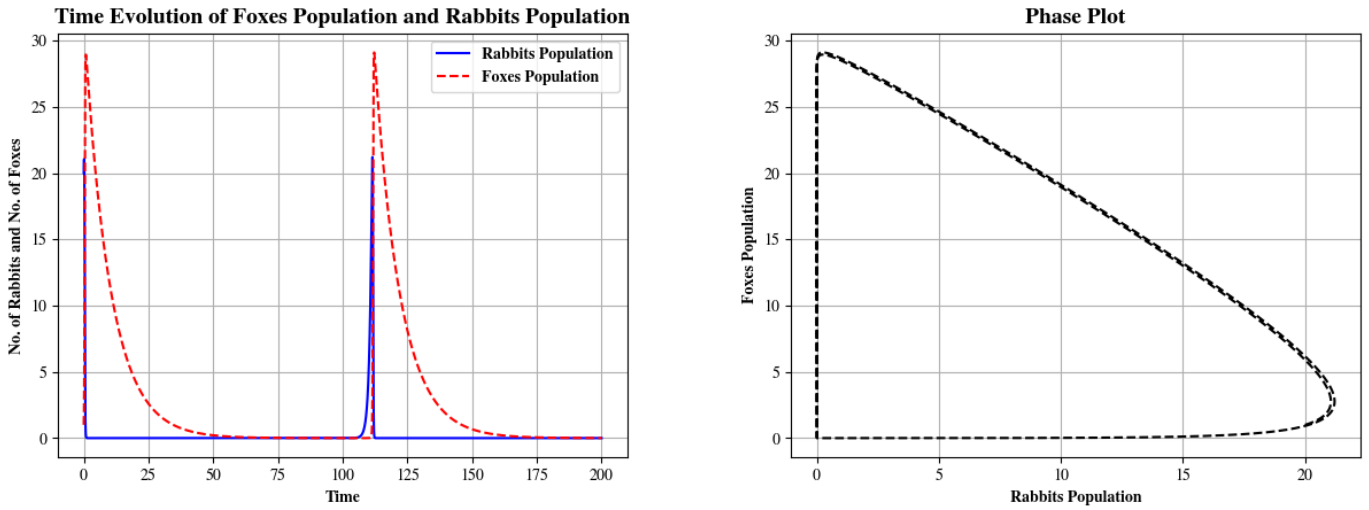 Time Evolution of Foxes Population and Rabbits Population
30
25
20
15
10
5
0
No. of Rabbits and No. of Foxes
Rabbits Population
Foxes Population
0 25 50 75 100 125 150 175 200
Time
Phase Plot
30
25
20
15
10
5
0
Foxes Population
0 5 10 15 20
Rabbits Population